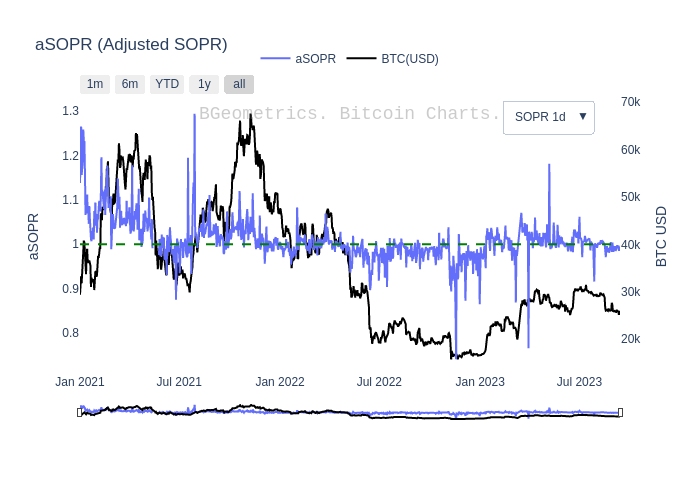 aSOPR (Adjusted SOPR)
aSOPR BTC(USD)
1m 6m YTD 1y all
BGeometrics. Bitcoin Charts.
SOPR 1d ▼
1.3
1.2
1.1
1
0.9
0.8
aSOPR
70k
60k
50k
40k
30k
20k
BTC USD
Jan 2021 Jul 2021 Jan 2022 Jul 2022 Jan 2023 Jul 2023